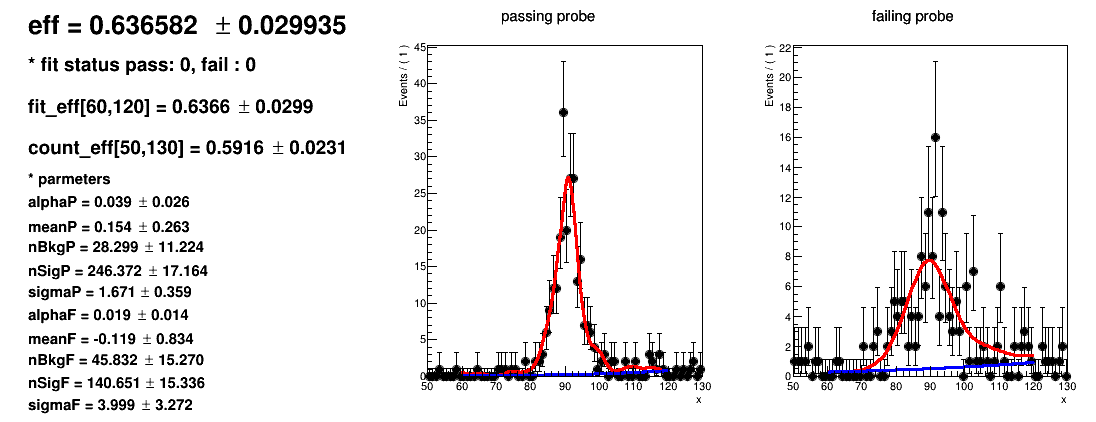 eff = 0.636582 ± 0.029935
* fit status pass: 0, fail : 0
fit_eff[60,120] = 0.6366 ± 0.0299
count_eff[50,130] = 0.5916 ± 0.0231
* parmeters
alphaP = 0.039 ± 0.026
meanP = 0.154 ± 0.263
nBkgP = 28.299 ± 11.224
nSigP = 246.372 ± 17.164
sigmaP = 1.671 ± 0.359
alphaF = 0.019 ± 0.014
meanF = -0.119 ± 0.834
nBkgF = 45.832 ± 15.270
nSigF = 140.651 ± 15.336
sigmaF = 3.999 ± 3.272
passing probe
Events / ( 1 )
45
40
35
30
25
20
15
10
5
0
50 60 70 80 90 100 110 120 130
x
failing probe
Events / ( 1 )
22
20
18
16
14
12
10
8
6
4
2
0
50 60 70 80 90 100 110 120 130
x